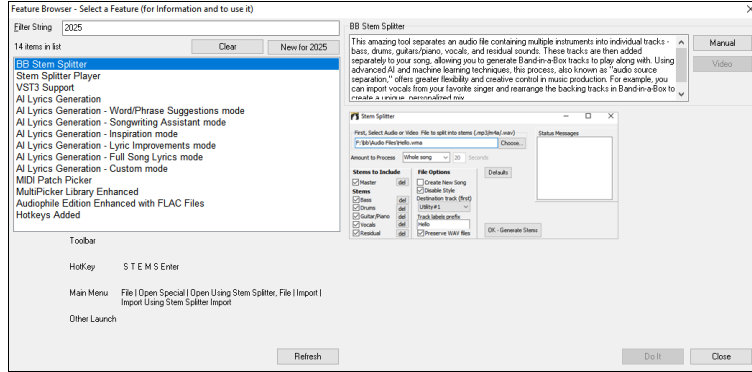 Feature Browser - Select a Feature (for Information and to use it)
Filter String 2025
14 items in list Clear New for 2025
BB Stem Splitter
Stem Splitter Player
VST3 Support
AI Lyrics Generation
AI Lyrics Generation - Word/Phrase Suggestions mode
AI Lyrics Generation - Songwriting Assistant mode
AI Lyrics Generation - Inspiration mode
AI Lyrics Generation - Lyric Improvements mode
AI Lyrics Generation - Full Song Lyrics mode
AI Lyrics Generation - Custom mode
MIDI Patch Picker
MultiPicker Library Enhanced
Audiophile Edition Enhanced with FLAC Files
Hotkeys Added
Toolbar
HotKey S T E M S Enter
Main Menu File | Open Special | Open Using Stem Splitter, File | Import |
Import Using Stem Splitter Import
Other Launch
Refresh
BB Stem Splitter
This amazing tool separates an audio file containing multiple instruments into individual tracks -
bass, drums, guitars/piano, vocals, and residual sounds. These tracks are then added
separately to your song, allowing you to generate Band-in-a-Box tracks to play along with. Using
advanced AI and machine learning techniques, this process, also known as "audio source
separation," offers greater flexibility and creative control in music production. For example, you
can import vocals from your favorite singer and rearrange the backing tracks in Band-in-a-Box to
create a unique, personalized mix.
Manual
Video
Stem Splitter
First, Select Audio or Video File to split into stems (.mp3/m4a/.wav)
F:\bb\Audio Files\Hello.wma Choose...
Amount to Process Whole song 20 Seconds
Stems to Include
Master del
Stems
Bass del
Drums del
Guitar/Piano del
Vocals del
Residual del
File Options
Create New Song
Disable Style
Destination track (first)
Utility#1
Track labels prefix
Hello
Preserve WAV files
Defaults
OK - Generate Stems
Status Messages
Do It Close